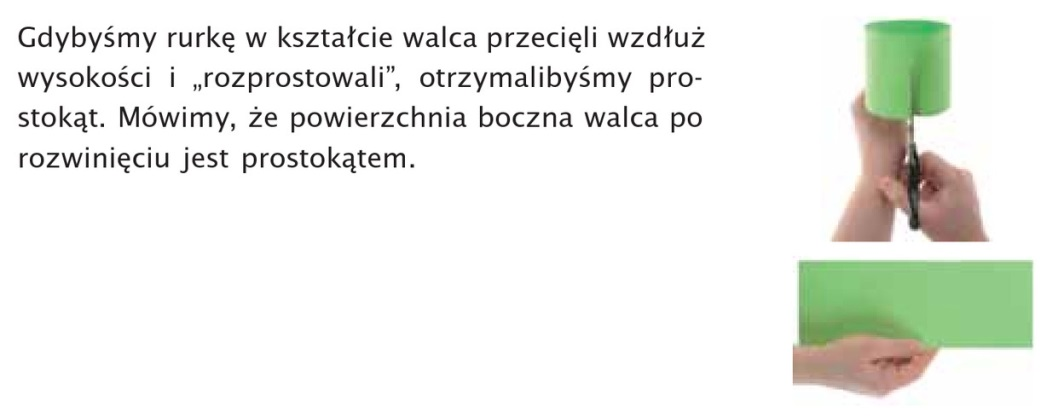 Gdybyśmy rurkę w kształcie walca przecięli wzdłuż
wysokości i „rozprostowali”, otrzymalibyśmy pro-
stokąt. Mówimy, że powierzchnia boczna walca po
rozwinięciu jest prostokątem.